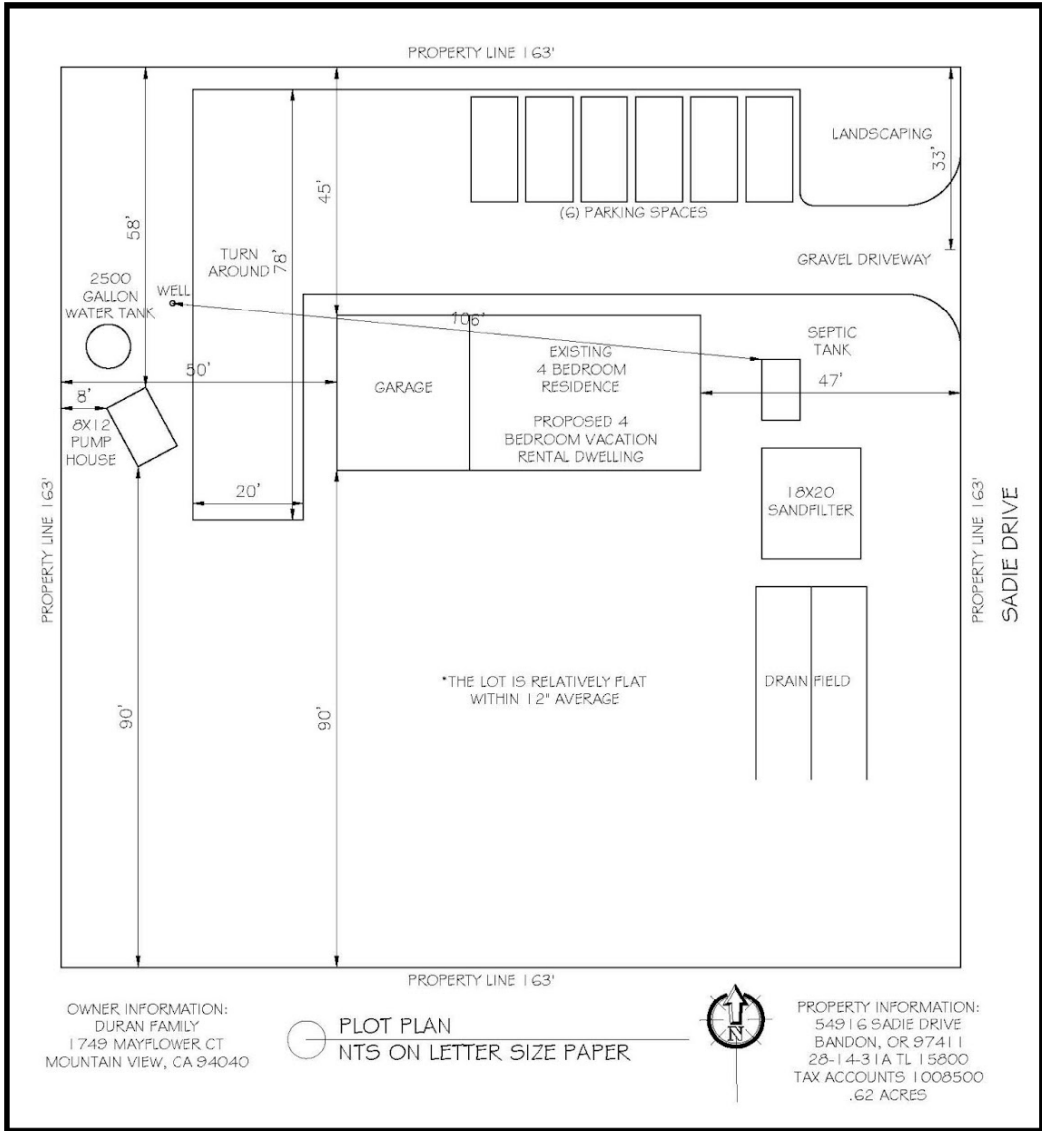 PROPERTY LINE 163'
LANDSCAPING
33'
45'
58'
(6) PARKING SPACES
TURN
AROUND
78'
GRAVEL DRIVEWAY
2500
GALLON
WATER TANK
WELL
106'
SEPTIC
TANK
50'
EXISTING
4 BEDROOM
RESIDENCE
GARAGE
47'
8'
8X12
PUMP
HOUSE
PROPOSED 4
BEDROOM VACATION
RENTAL DWELLING
20'
18X20
SANDFILTER
PROPERTY LINE 163'
PROPERTY LINE 163'
SADIE DRIVE
*THE LOT IS RELATIVELY FLAT
WITHIN 12" AVERAGE
DRAIN FIELD
90'
90'
PROPERTY LINE 163'
OWNER INFORMATION:
DURAN FAMILY
1749 MAYFLOWER CT
MOUNTAIN VIEW, CA 94040
PLOT PLAN
NTS ON LETTER SIZE PAPER
N
PROPERTY INFORMATION:
54916 SADIE DRIVE
BANDON, OR 97411
28-14-31A TL 15800
TAX ACCOUNTS 1008500
.62 ACRES